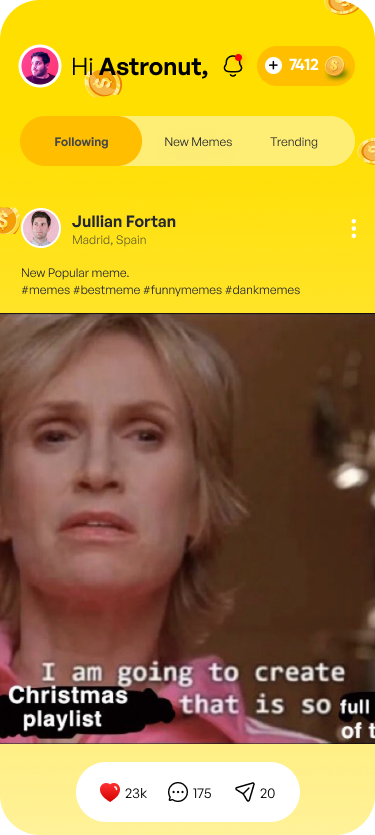 Hi Astronut,
7412
Following
New Memes
Trending
Jullian Fortan
Madrid, Spain
New Popular meme.
#memes #bestmeme #funnymemes #dankmemes
I am going to create
Christmas playlist that is so full
of t
23k
175
20